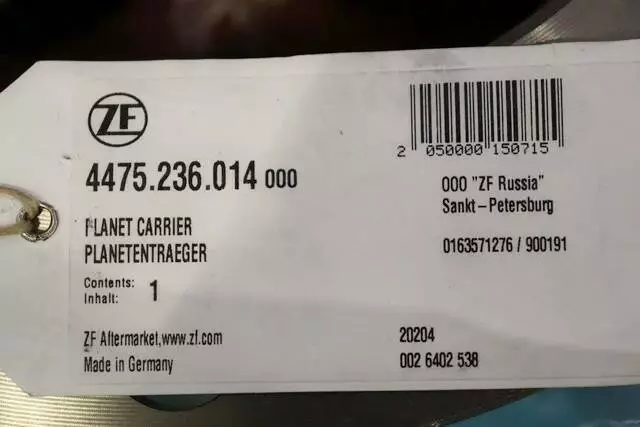 ZF
4475.236.014 000
PLANET CARRIER
PLANETENTRAEGER
Contents:
Inhalt: 1
ZF Aftermarket,www.zf.com
Made in Germany
2 050000 150715
000 "ZF Russia"
Sankt-Petersburg
0163571276 / 900191
20204
002 6402 538